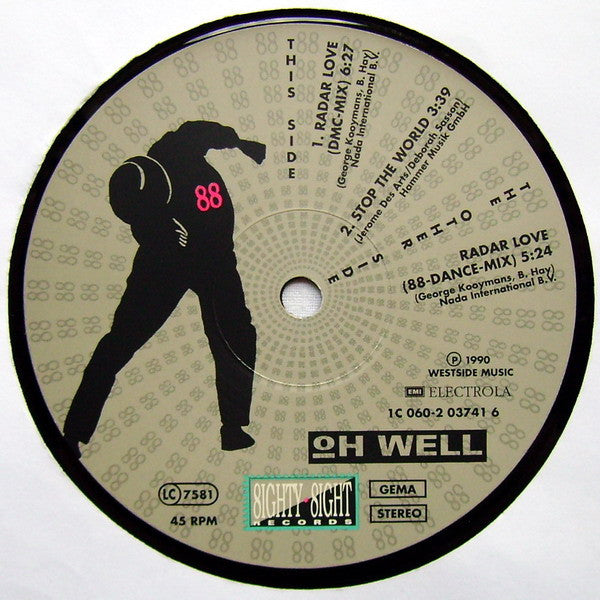 THIS SIDE
1. RADAR LOVE
(DMC-MIX) 6:27
(George Kooymans, B. Hay)
Nada International B.V.
2. STOP THE WORLD 3:39
(Jerome Des Arts/Deborah Sasson)
Hammer Musik GmbH
THE OTHER SIDE
RADAR LOVE
(88-DANCE-MIX) 5:24
(George Kooymans, B. Hay)
Nada International B.V.
88
℗ 1990
WESTSIDE MUSIC
EMI ELECTROLA
1C 060-2 03741 6
OH WELL
LC 7581
45 RPM
8IGHTY·8IGHT
RECORDS
GEMA
STEREO